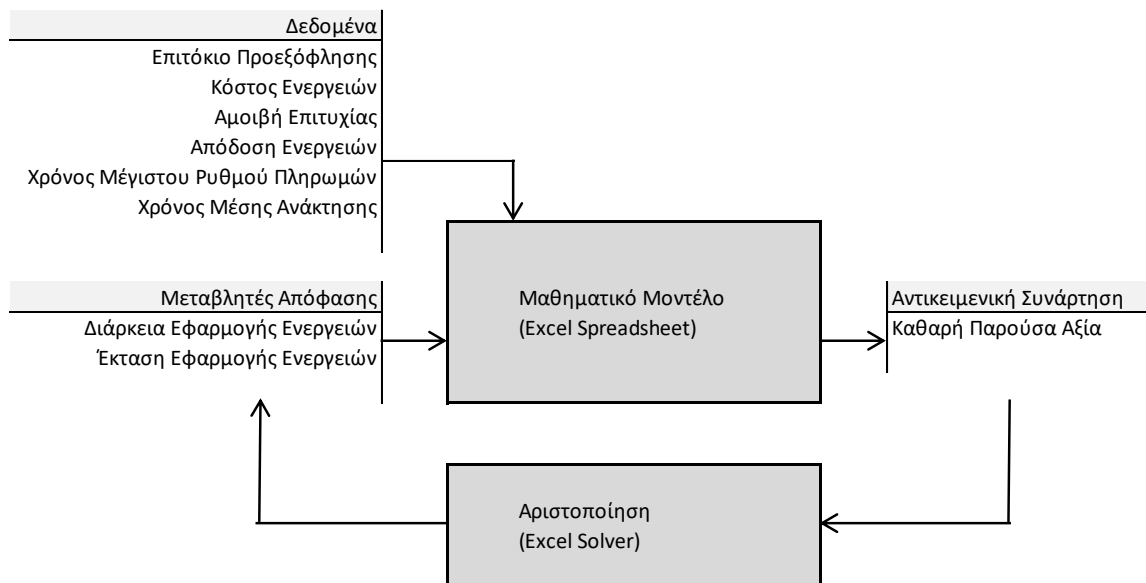 Δεδομένα
Επιτόκιο Προεξόφλησης
Κόστος Ενεργειών
Αμοιβή Επιτυχίας
Απόδοση Ενεργειών
Χρόνος Μέγιστου Ρυθμού Πληρωμών
Χρόνος Μέσης Ανάκτησης
Μεταβλητές Απόφασης
Διάρκεια Εφαρμογής Ενεργειών
Έκταση Εφαρμογής Ενεργειών
Μαθηματικό Μοντέλο
(Excel Spreadsheet)
Αντικειμενική Συνάρτηση
Καθαρή Παρούσα Αξία
Αριστοποίηση
(Excel Solver)